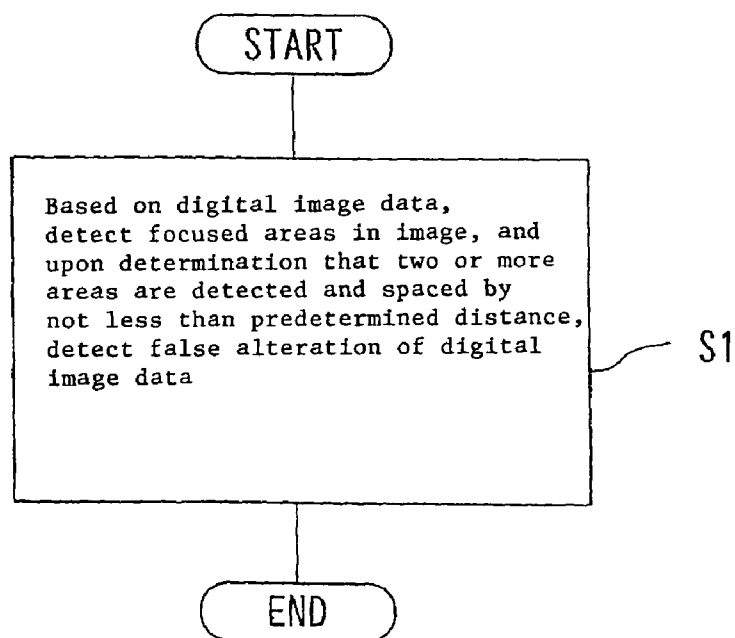 START
Based on digital image data,
detect focused areas in image, and
upon determination that two or more
areas are detected and spaced by
not less than predetermined distance,
detect false alteration of digital
image data
S1
END